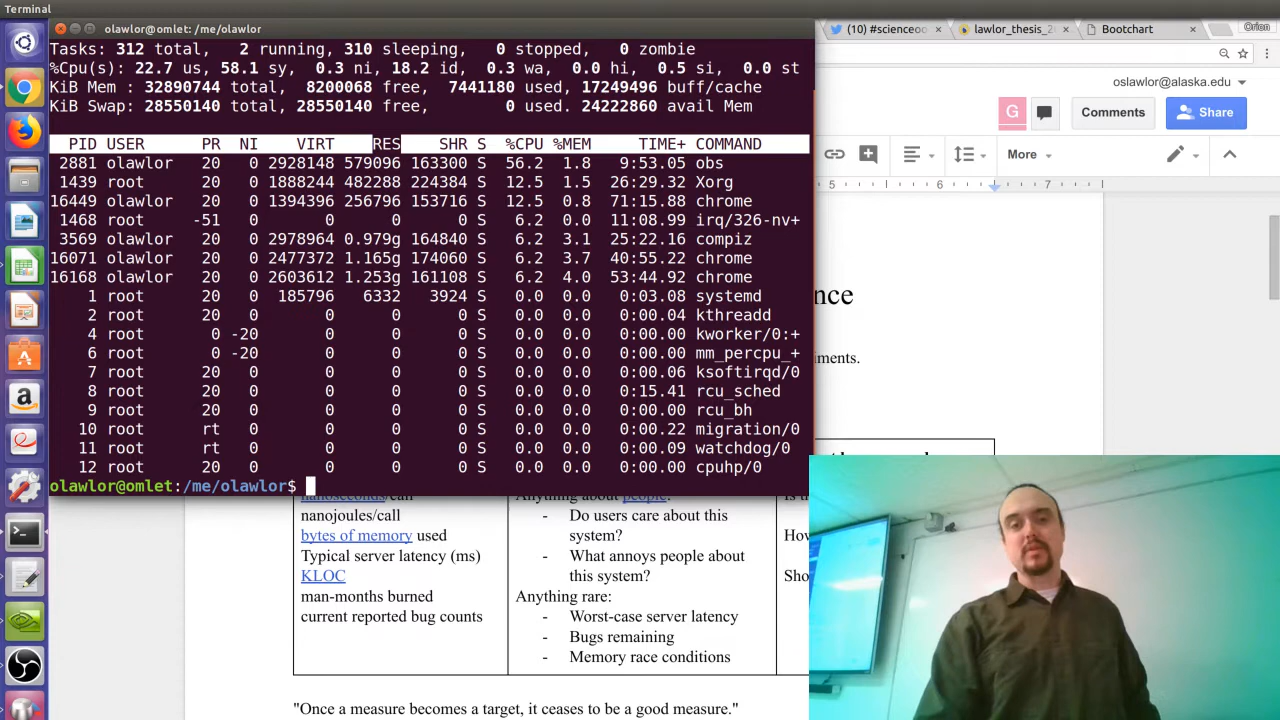 Terminal
olawlor@omlet: /me/olawlor
(10) #scienceo
lawlor_thesis_2
Bootchart
Orion
Tasks: 312 total, 2 running, 310 sleeping, 0 stopped, 0 zombie
%Cpu(s): 22.7 us, 58.1 sy, 0.3 ni, 18.2 id, 0.3 wa, 0.0 hi, 0.5 si, 0.0 st
KiB Mem : 32890744 total, 8200068 free, 7441180 used, 17249496 buff/cache
KiB Swap: 28550140 total, 28550140 free, 0 used. 24222860 avail Mem
PID USER PR NI VIRT RES SHR S %CPU %MEM TIME+ COMMAND
2881 olawlor 20 0 2928148 579096 163300 S 56.2 1.8 9:53.05 obs
1439 root 20 0 1888244 482288 224384 S 12.5 1.5 26:29.32 Xorg
16449 olawlor 20 0 1394396 256796 153716 S 12.5 0.8 71:15.88 chrome
1468 root -51 0 0 0 0 S 6.2 0.0 11:08.99 irq/326-nv+
3569 olawlor 20 0 2978964 0.979g 164840 S 6.2 3.1 25:22.16 compiz
16071 olawlor 20 0 2477372 1.165g 174060 S 6.2 3.7 40:55.22 chrome
16168 olawlor 20 0 2603612 1.253g 161108 S 6.2 4.0 53:44.92 chrome
1 root 20 0 185796 6332 3924 S 0.0 0.0 0:03.08 systemd
2 root 20 0 0 0 0 S 0.0 0.0 0:00.04 kthreadd
4 root 0 -20 0 0 0 S 0.0 0.0 0:00.00 kworker/0:+
6 root 0 -20 0 0 0 S 0.0 0.0 0:00.00 mm_percpu_+
7 root 20 0 0 0 0 S 0.0 0.0 0:00.06 ksoftirqd/0
8 root 20 0 0 0 0 S 0.0 0.0 0:15.41 rcu_sched
9 root 20 0 0 0 0 S 0.0 0.0 0:00.00 rcu_bh
10 root rt 0 0 0 0 S 0.0 0.0 0:00.22 migration/0
11 root rt 0 0 0 0 S 0.0 0.0 0:00.09 watchdog/0
12 root 20 0 0 0 0 S 0.0 0.0 0:00.00 cpuhp/0
olawlor@omlet:/me/olawlor$
oslawlor@alaska.edu
G
Comments
Share
More
5 6 7
nce
iments.
nanoseconds/call
nanojoules/call
bytes of memory used
Typical server latency (ms)
KLOC
man-months burned
current reported bug counts
Anything about people:
- Do users care about this
system?
- What annoys people about
this system?
Anything rare:
- Worst-case server latency
- Bugs remaining
- Memory race conditions
Is th
How
Sho
"Once a measure becomes a target, it ceases to be a good measure."